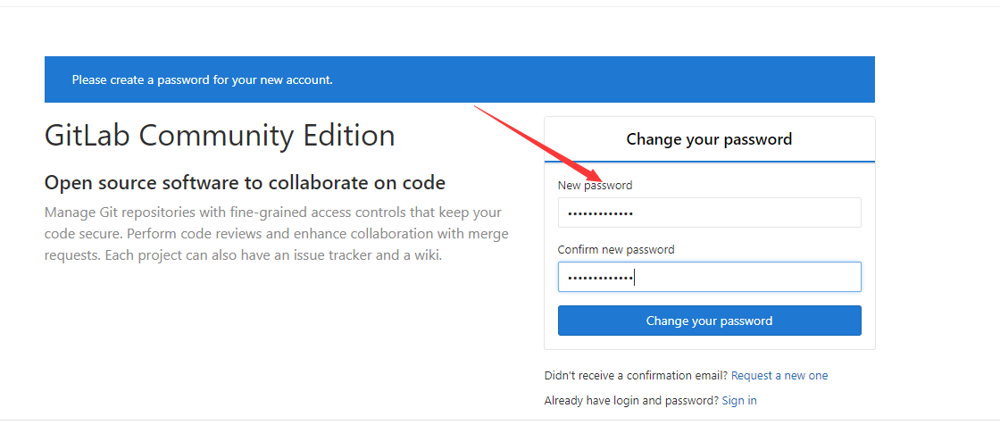 Please create a password for your new account.
GitLab Community Edition
Open source software to collaborate on code
Manage Git repositories with fine-grained access controls that keep your
code secure. Perform code reviews and enhance collaboration with merge
requests. Each project can also have an issue tracker and a wiki.
Change your password
New password
•••••••••••••
Confirm new password
•••••••••••••
Change your password
Didn't receive a confirmation email? Request a new one
Already have login and password? Sign in